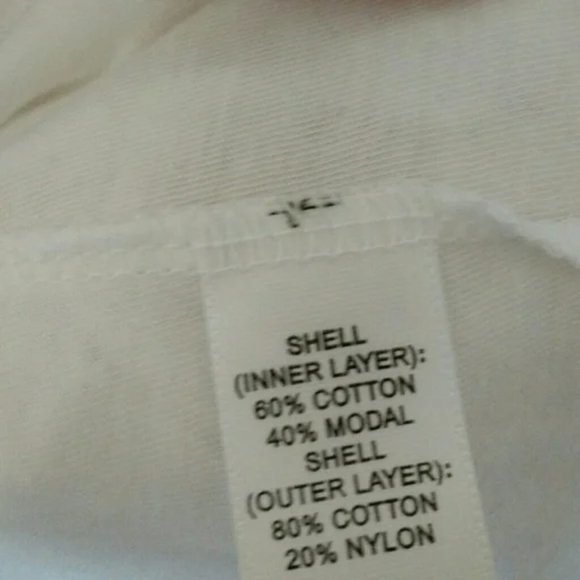 SHELL
(INNER LAYER):
60% COTTON
40% MODAL
SHELL
(OUTER LAYER):
80% COTTON
20% NYLON